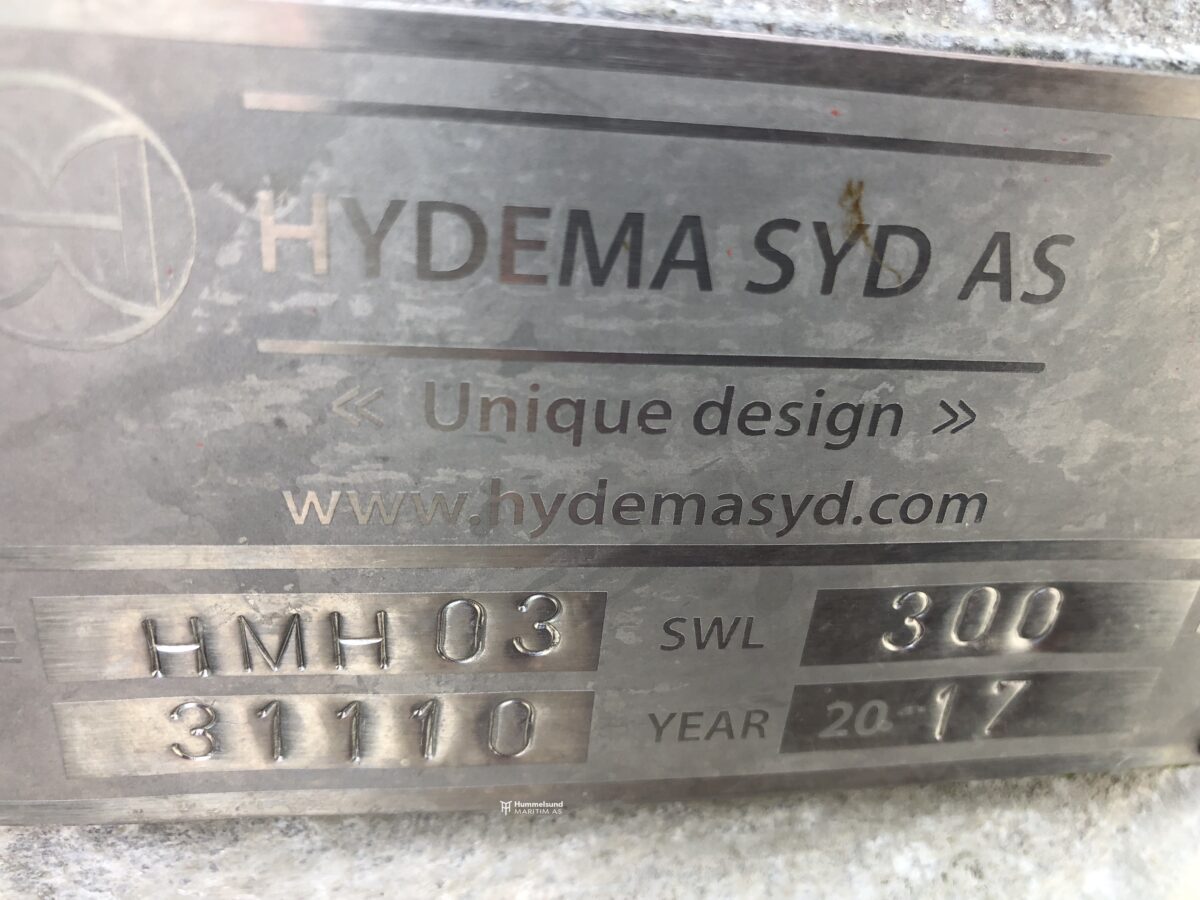 HYDEMA SYD AS
« Unique design »
www.hydemasyd.com
HMH 03 SWL 300
31110 YEAR 20-17
Hummelsund
MARITIM AS